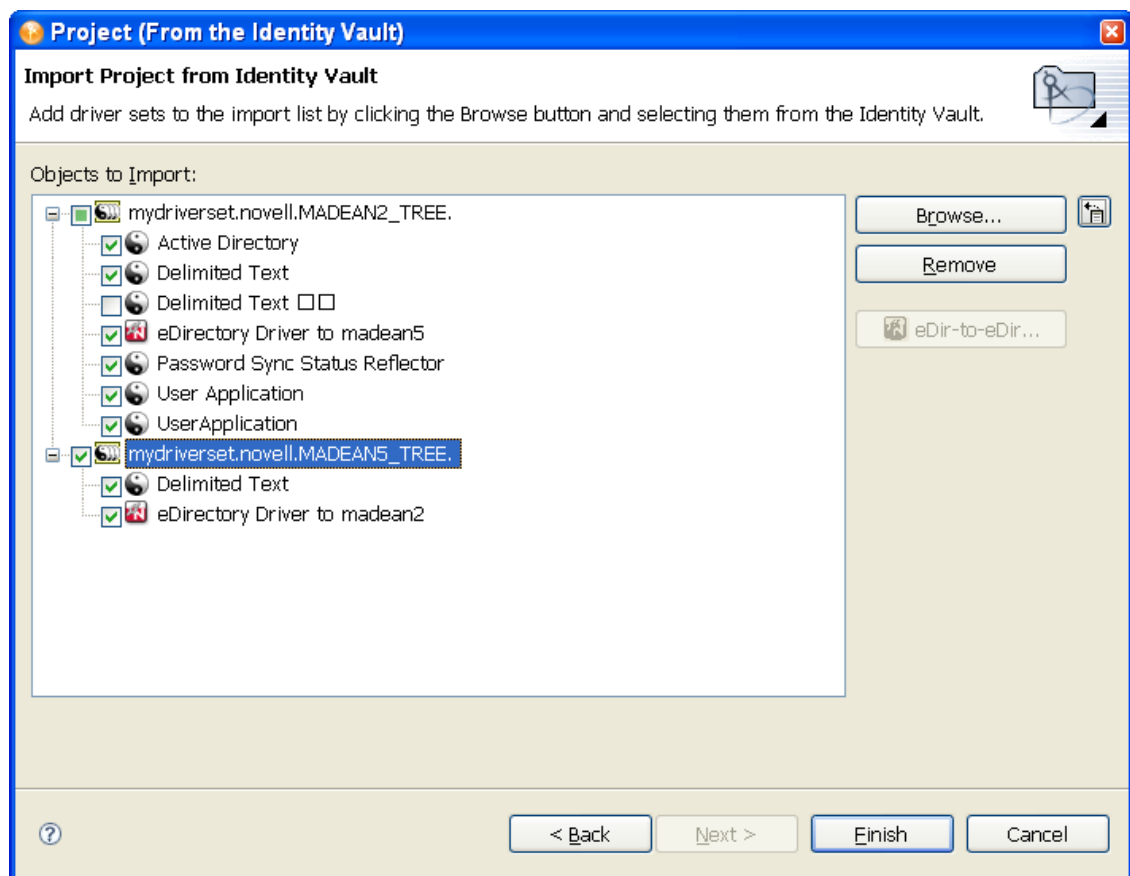 Project (From the Identity Vault)
Import Project from Identity Vault
Add driver sets to the import list by clicking the Browse button and selecting them from the Identity Vault.
Objects to Import:
mydriverset.novell.MADEAN2_TREE.
Active Directory
Delimited Text
Delimited Text □□
eDirectory Driver to madean5
Password Sync Status Reflector
User Application
UserApplication
mydriverset.novell.MADEAN5_TREE.
Delimited Text
eDirectory Driver to madean2
Browse...
Remove
eDir-to-eDir...
< Back
Next >
Finish
Cancel